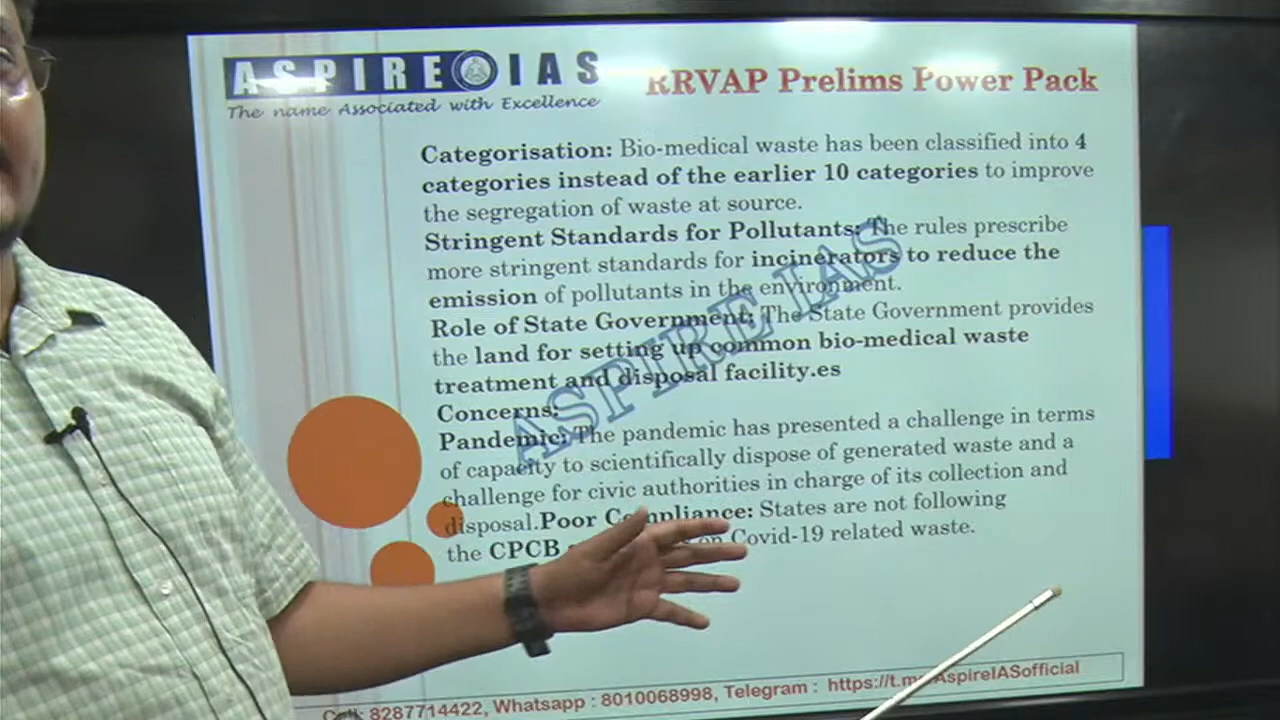 ASPIRE IAS
The name Associated with Excellence
RRVAP Prelims Power Pack
Categorisation: Bio-medical waste has been classified into 4
categories instead of the earlier 10 categories to improve
the segregation of waste at source.
Stringent Standards for Pollutants: The rules prescribe
more stringent standards for incinerators to reduce the
emission of pollutants in the environment.
Role of State Government: The State Government provides
the land for setting up common bio-medical waste
treatment and disposal facility.es
Concerns:
Pandemic: The pandemic has presented a challenge in terms
of capacity to scientifically dispose of generated waste and a
challenge for civic authorities in charge of its collection and
disposal.Poor Compliance: States are not following
the CPCB on Covid-19 related waste.
ASPIRE IAS
Call: 8287714422, Whatsapp : 8010068998, Telegram : https://t.me/AspireIASofficial